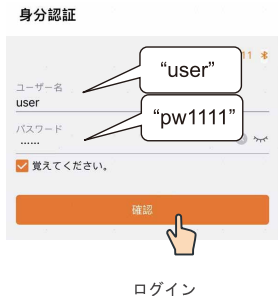 身分認証
11
"user"
ユーザー名
user
"pw1111"
パスワード
......
覚えてください。
確認
ログイン